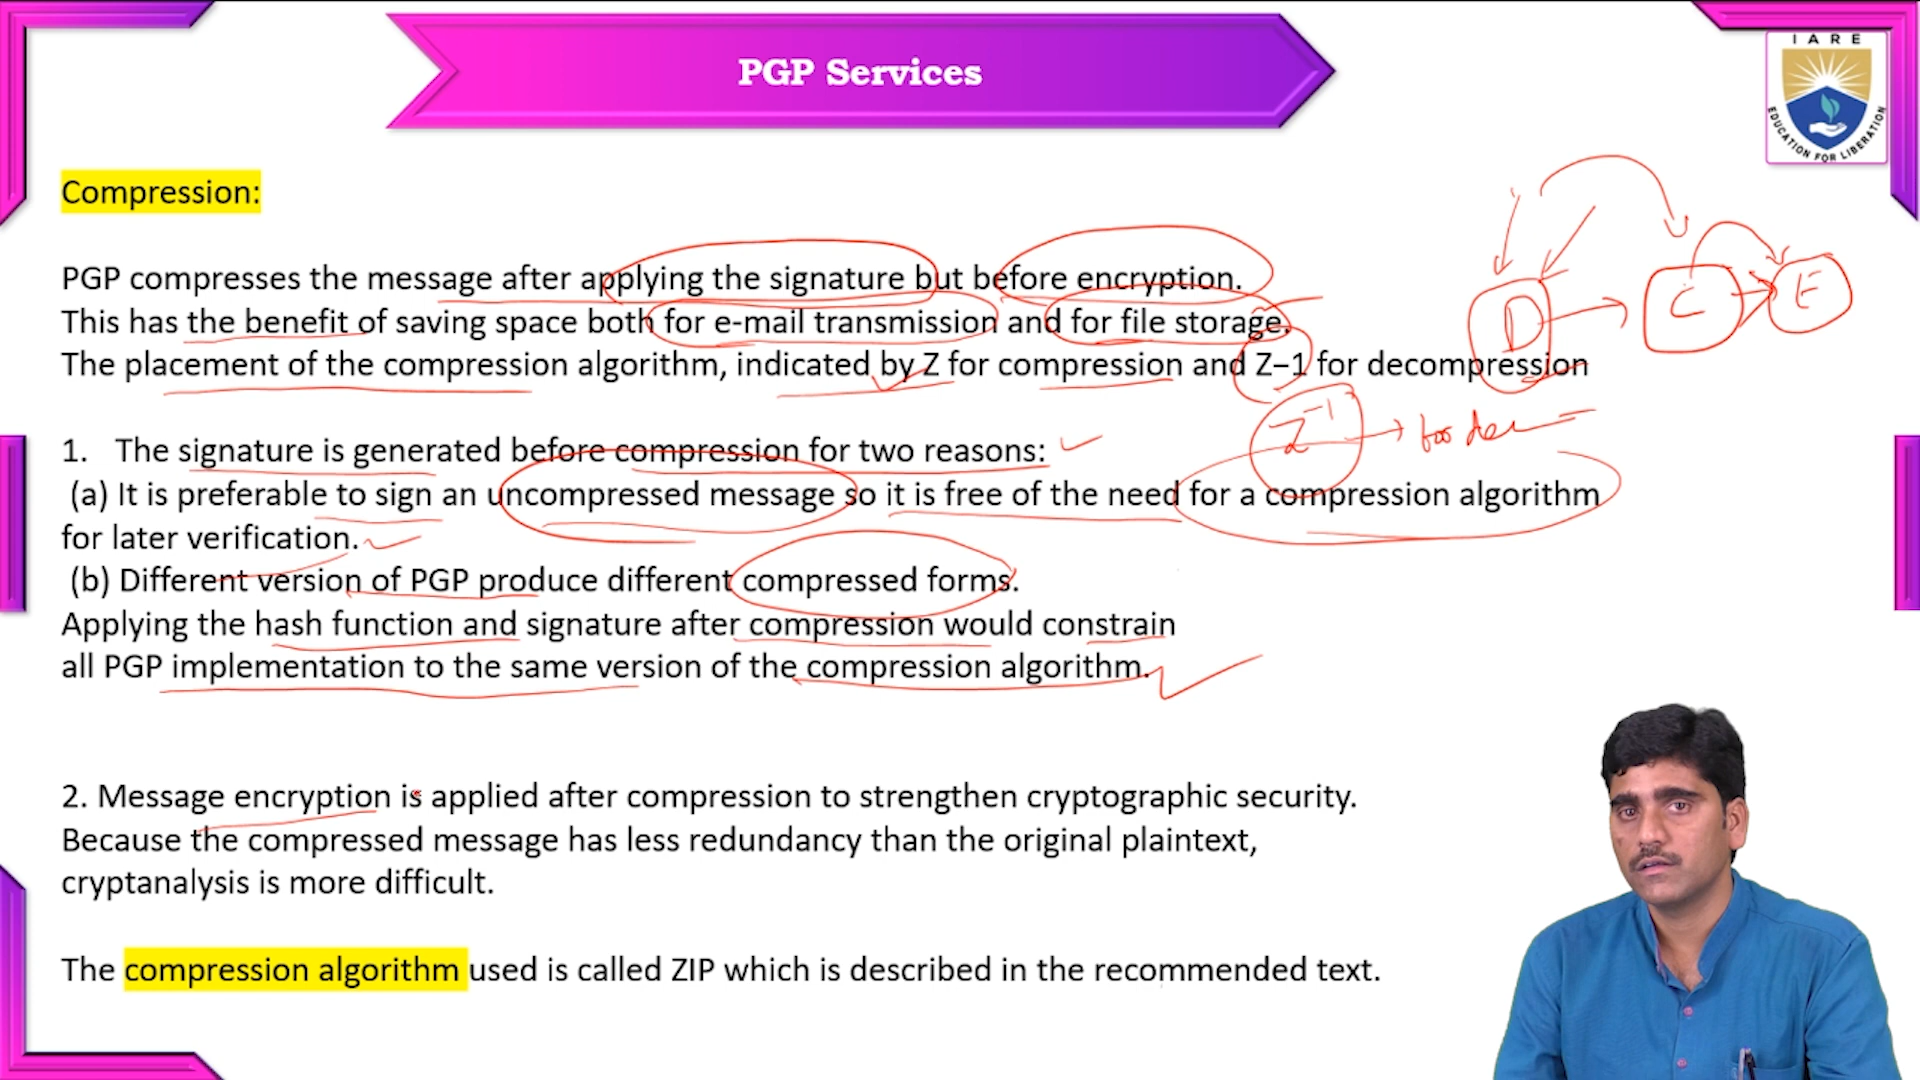 PGP Services
I A R E
EDUCATION FOR LIBERATION
Compression:
PGP compresses the message after applying the signature but before encryption.
This has the benefit of saving space both for e-mail transmission and for file storage.
The placement of the compression algorithm, indicated by Z for compression and Z–1 for decompression
D C E
Z-1 → for
1. The signature is generated before compression for two reasons:
(a) It is preferable to sign an uncompressed message so it is free of the need for a compression algorithm
for later verification.
(b) Different version of PGP produce different compressed forms.
Applying the hash function and signature after compression would constrain
all PGP implementation to the same version of the compression algorithm.
2. Message encryption is applied after compression to strengthen cryptographic security.
Because the compressed message has less redundancy than the original plaintext,
cryptanalysis is more difficult.
The compression algorithm used is called ZIP which is described in the recommended text.